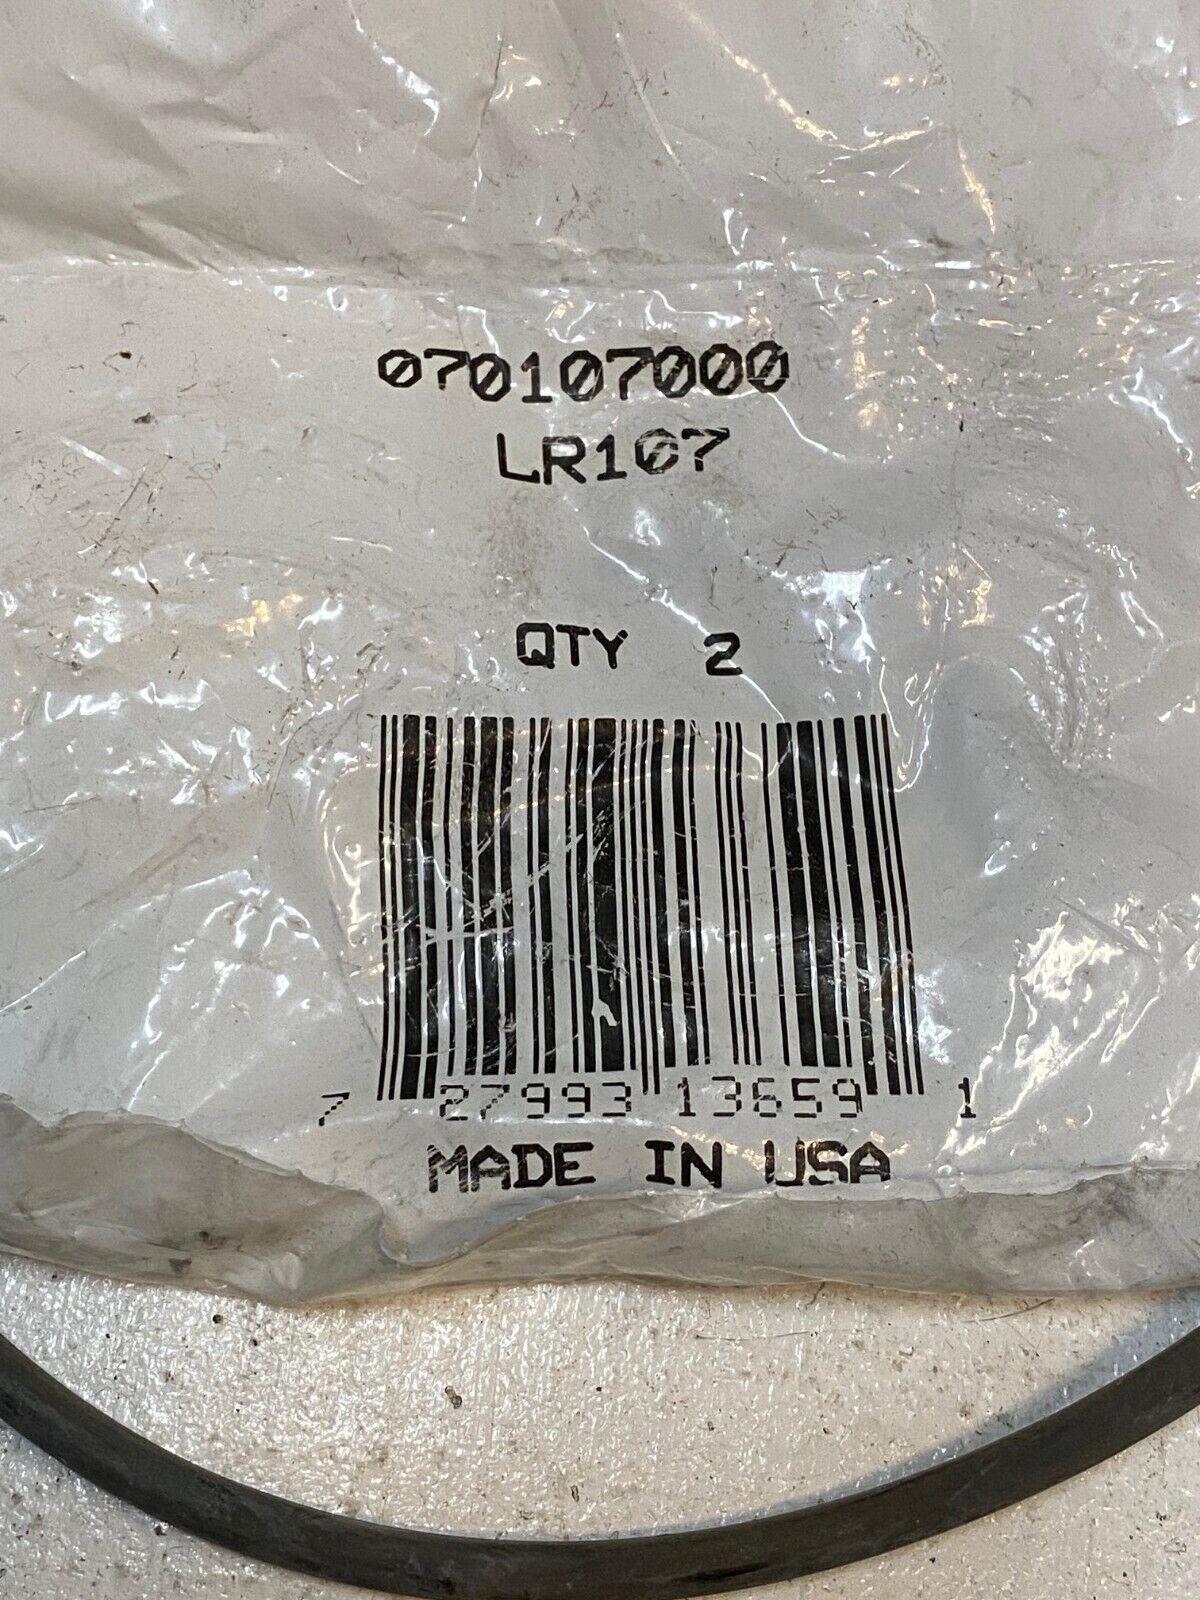 070107000
LR107
QTY 2
7 27993 13659 1
MADE IN USA